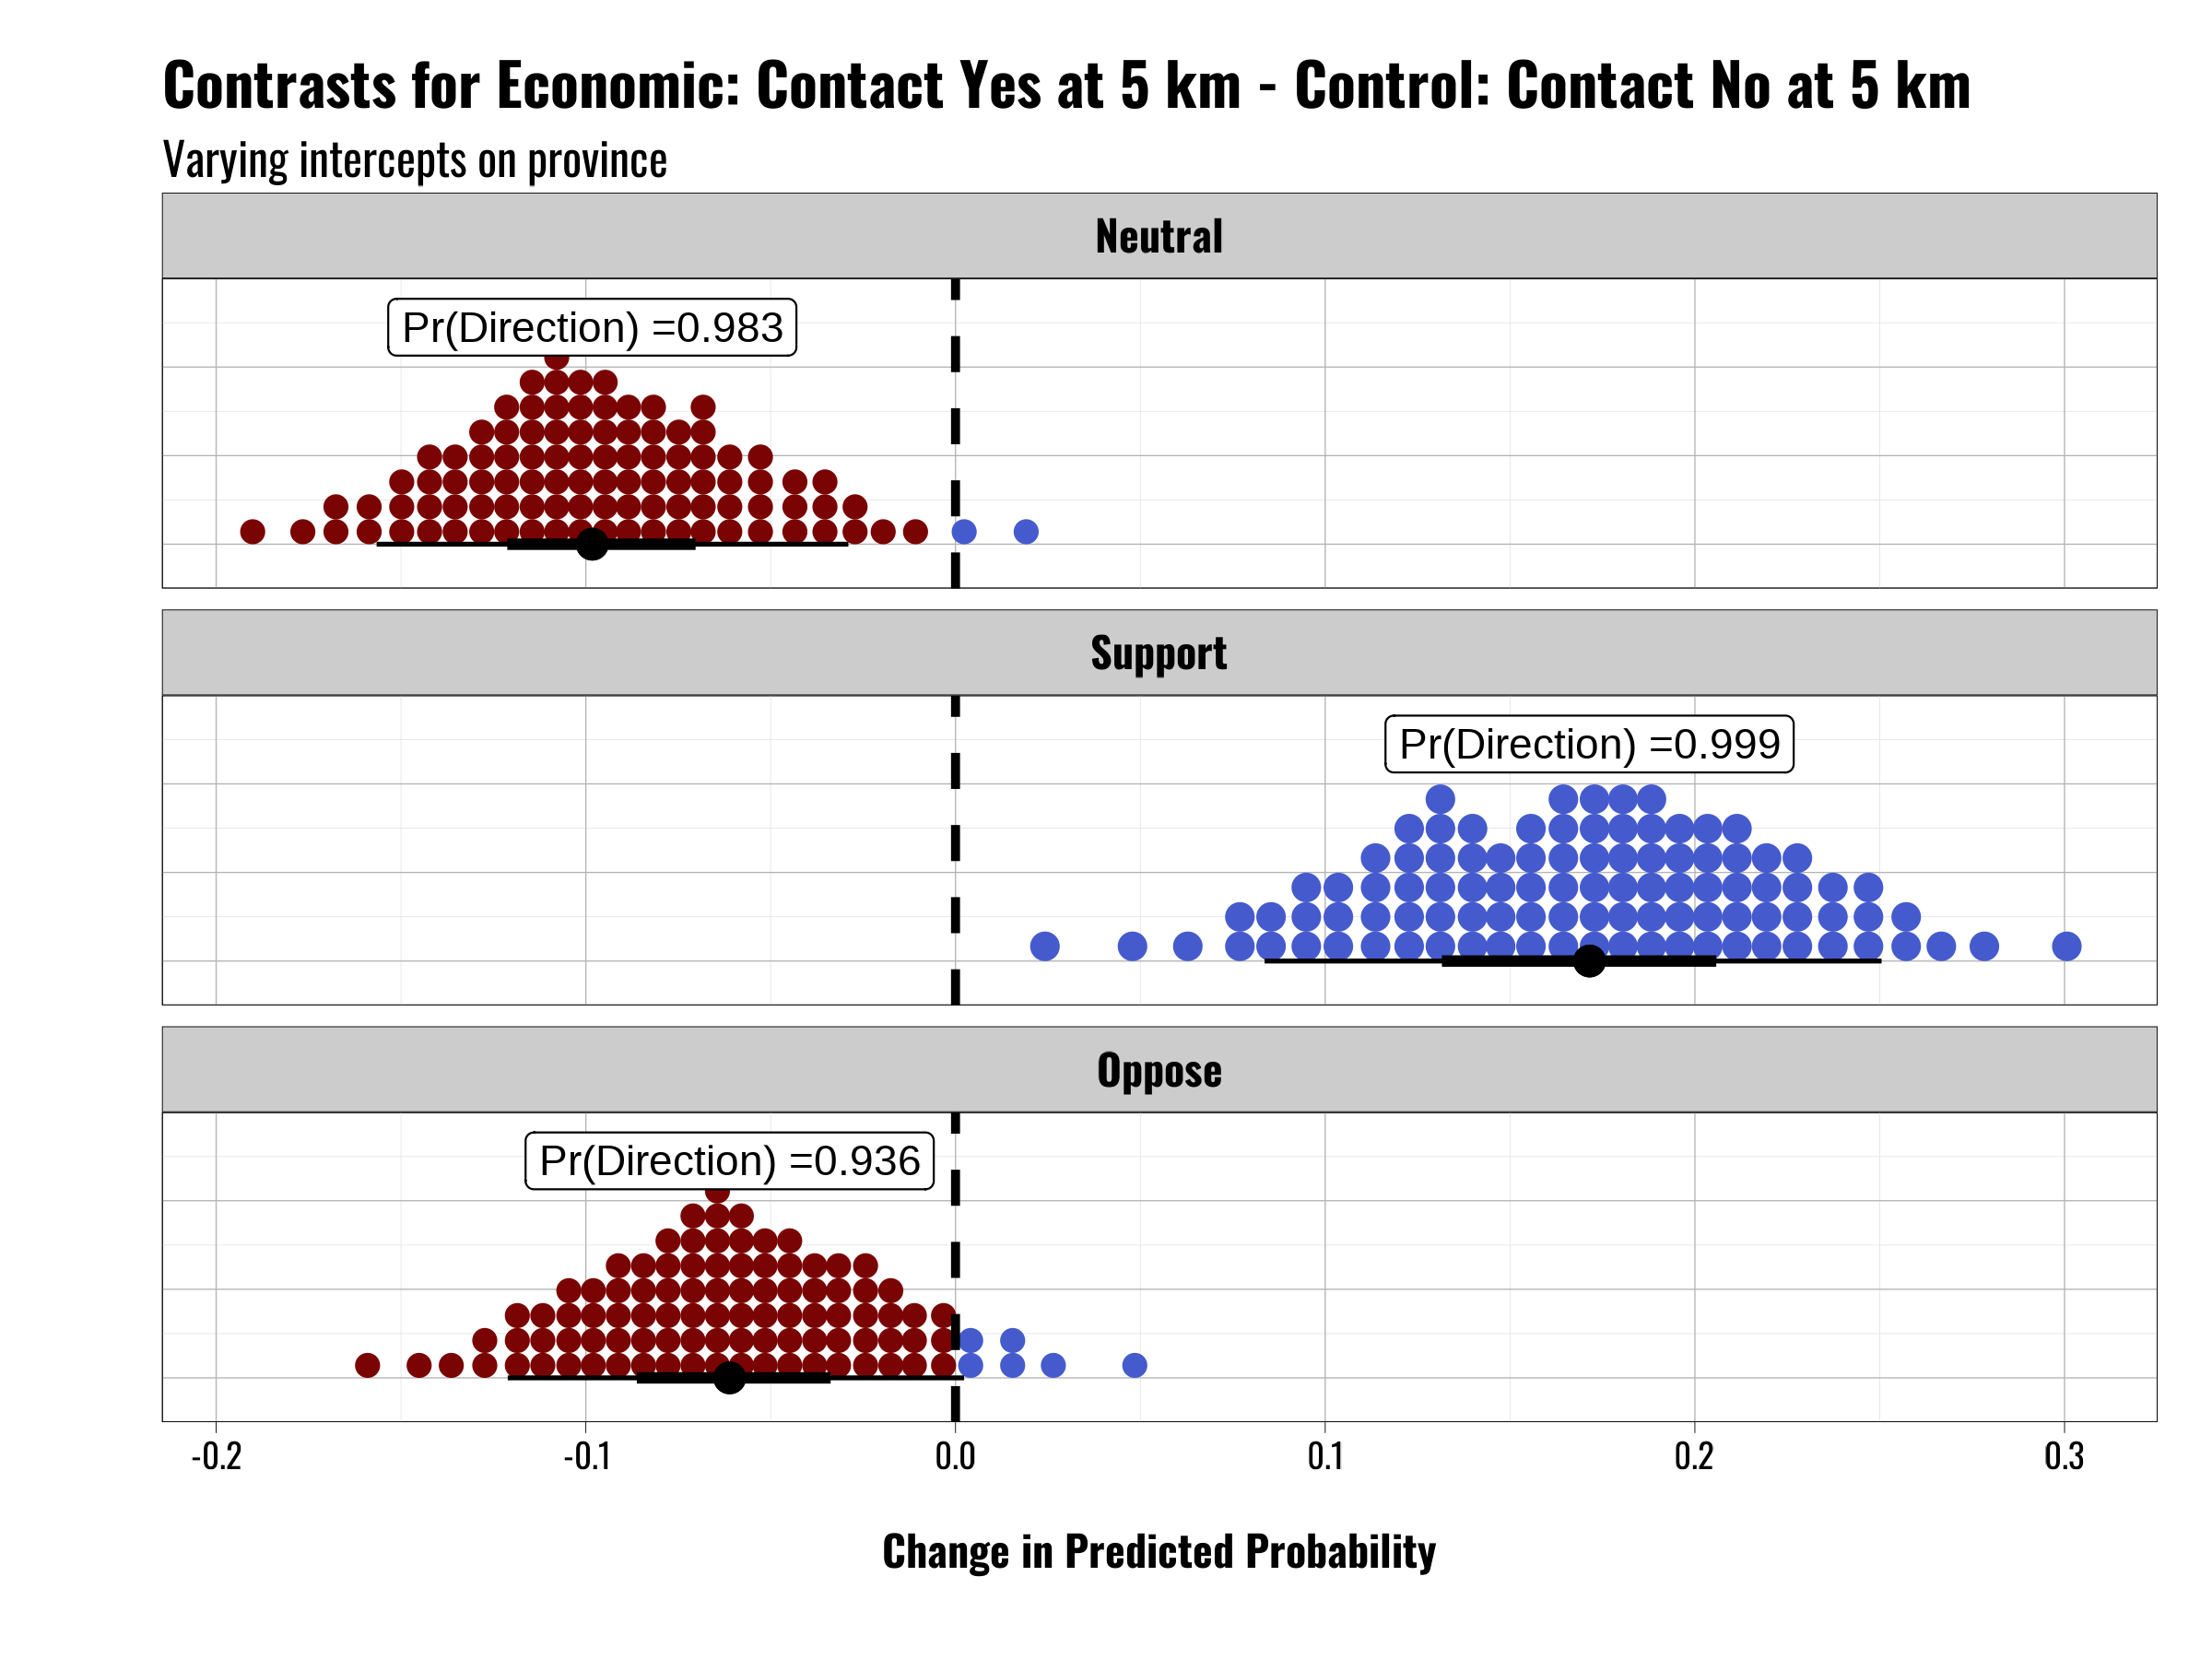 Contrasts for Economic: Contact Yes at 5 km - Control: Contact No at 5 km
Varying intercepts on province
Neutral
Pr(Direction) =0.983
Support
Pr(Direction) =0.999
Oppose
Pr(Direction) =0.936
-0.2 -0.1 0.0 0.1 0.2 0.3
Change in Predicted Probability